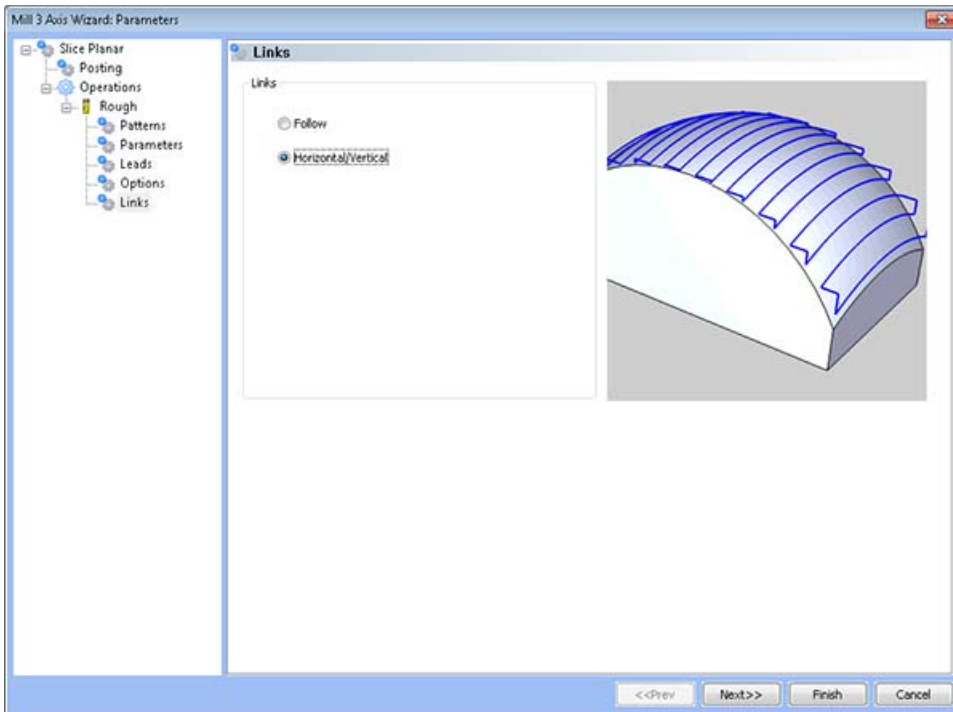 Mill 3 Axis Wizard: Parameters
Slice Planar
Posting
Operations
Rough
Patterns
Parameters
Leads
Options
Links
Links
Links
Follow
Horizontal/Vertical
<<Prev
Next>>
Finish
Cancel